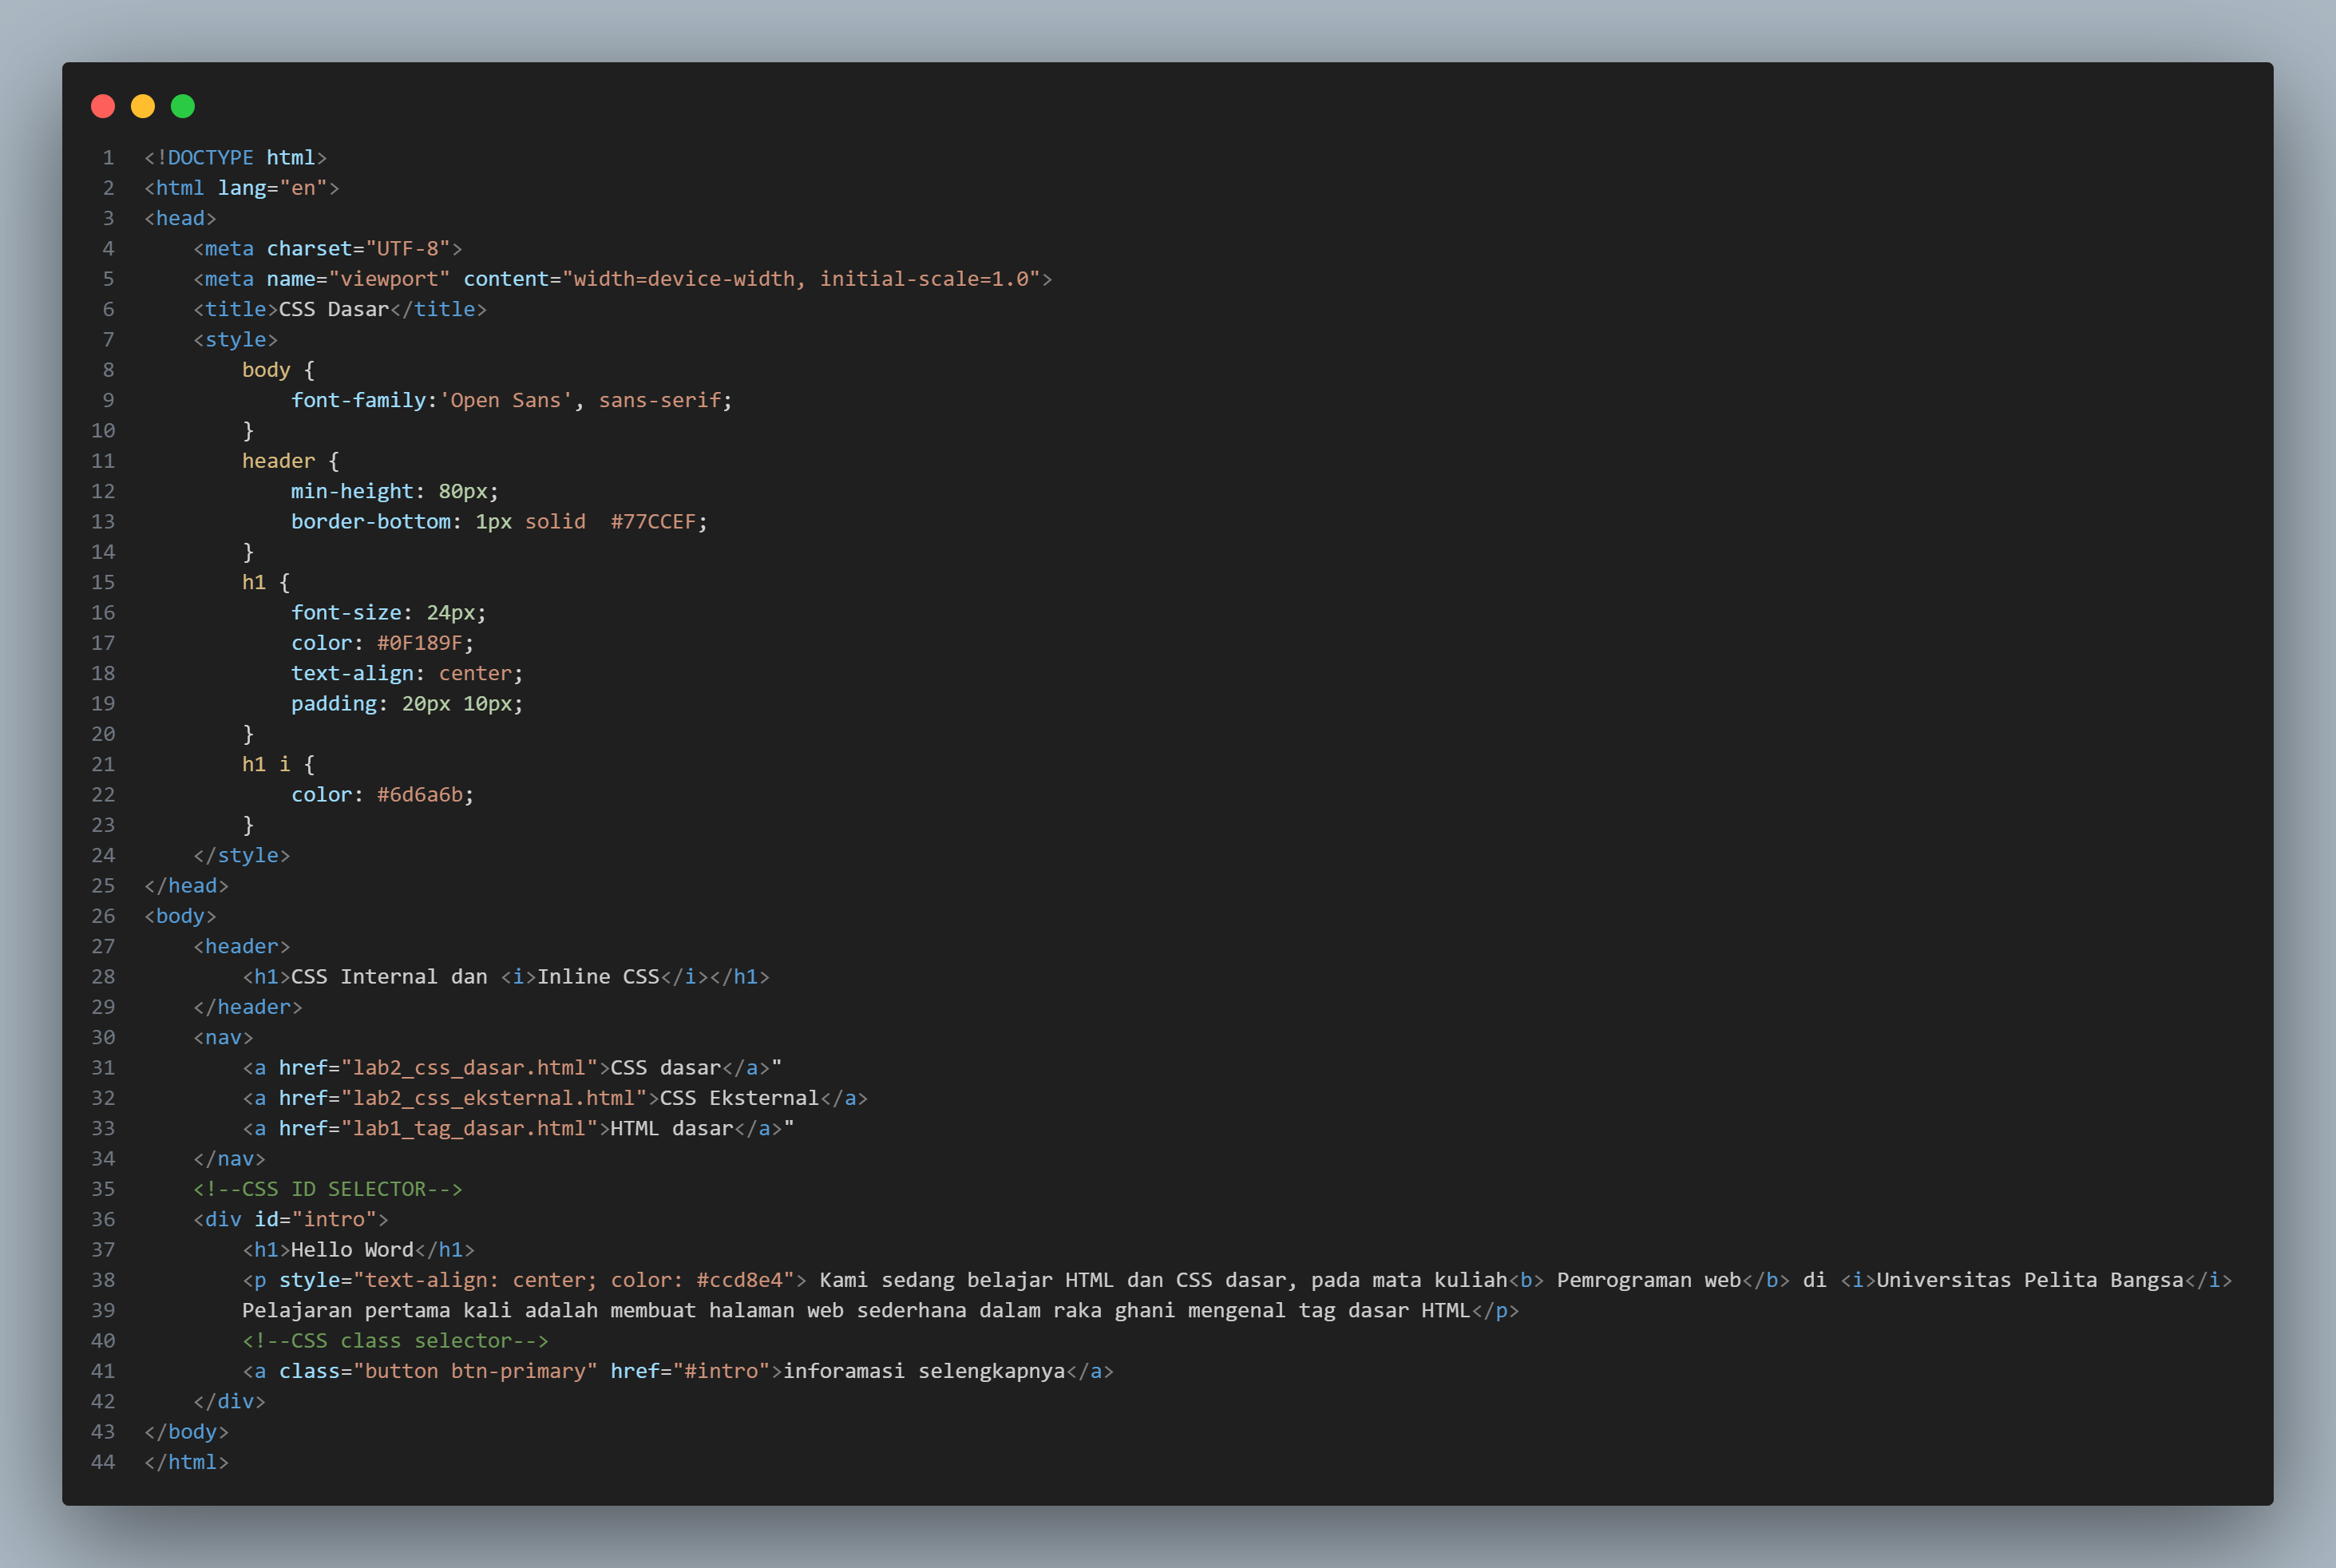 1 <!DOCTYPE html>
2 <html lang="en">
3 <head>
4     <meta charset="UTF-8">
5     <meta name="viewport" content="width=device-width, initial-scale=1.0">
6     <title>CSS Dasar</title>
7     <style>
8         body {
9             font-family:'Open Sans', sans-serif;
10         }
11         header {
12             min-height: 80px;
13             border-bottom: 1px solid  #77CCEF;
14         }
15         h1 {
16             font-size: 24px;
17             color: #0F189F;
18             text-align: center;
19             padding: 20px 10px;
20         }
21         h1 i {
22             color: #6d6a6b;
23         }
24     </style>
25 </head>
26 <body>
27     <header>
28         <h1>CSS Internal dan <i>Inline CSS</i></h1>
29     </header>
30     <nav>
31         <a href="lab2_css_dasar.html">CSS dasar</a>"
32         <a href="lab2_css_eksternal.html">CSS Eksternal</a>
33         <a href="lab1_tag_dasar.html">HTML dasar</a>"
34     </nav>
35     <!--CSS ID SELECTOR-->
36     <div id="intro">
37         <h1>Hello Word</h1>
38         <p style="text-align: center; color: #ccd8e4"> Kami sedang belajar HTML dan CSS dasar, pada mata kuliah<b> Pemrograman web</b> di <i>Universitas Pelita Bangsa</i>
39         Pelajaran pertama kali adalah membuat halaman web sederhana dalam raka ghani mengenal tag dasar HTML</p>
40         <!--CSS class selector-->
41         <a class="button btn-primary" href="#intro">inforamasi selengkapnya</a>
42     </div>
43 </body>
44 </html>